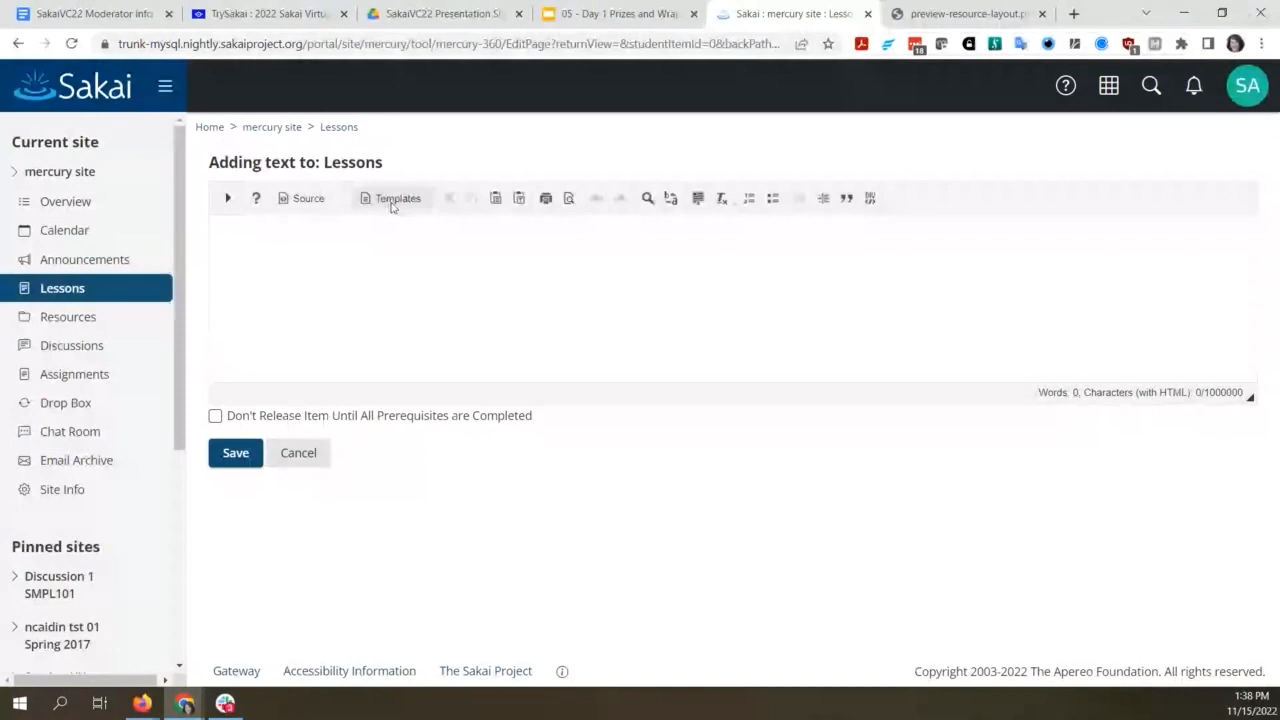 SakaiVC22 Moderator info
TrySakai : 2022 Sakai Virtu
SakaiVC22 Presentation Sl
05 - Day 1 Prizes and Wrap
Sakai : mercury site : Lesso
preview-resource-layout.p
trunk-mysql.nightly.sakaiproject.org/portal/site/mercury/tool/mercury-360/EditPage?returnView=&studentItemId=0&backPath...
18
1
Sakai
SA
Current site
mercury site
Overview
Calendar
Announcements
Lessons
Resources
Discussions
Assignments
Drop Box
Chat Room
Email Archive
Site Info
Pinned sites
Discussion 1
SMPL101
ncaidin tst 01
Spring 2017
Home > mercury site > Lessons
Adding text to: Lessons
Source
Templates
Words: 0, Characters (with HTML): 0/1000000
Don't Release Item Until All Prerequisites are Completed
Save
Cancel
Gateway
Accessibility Information
The Sakai Project
Copyright 2003-2022 The Apereo Foundation. All rights reserved.
1:38 PM
11/15/2022